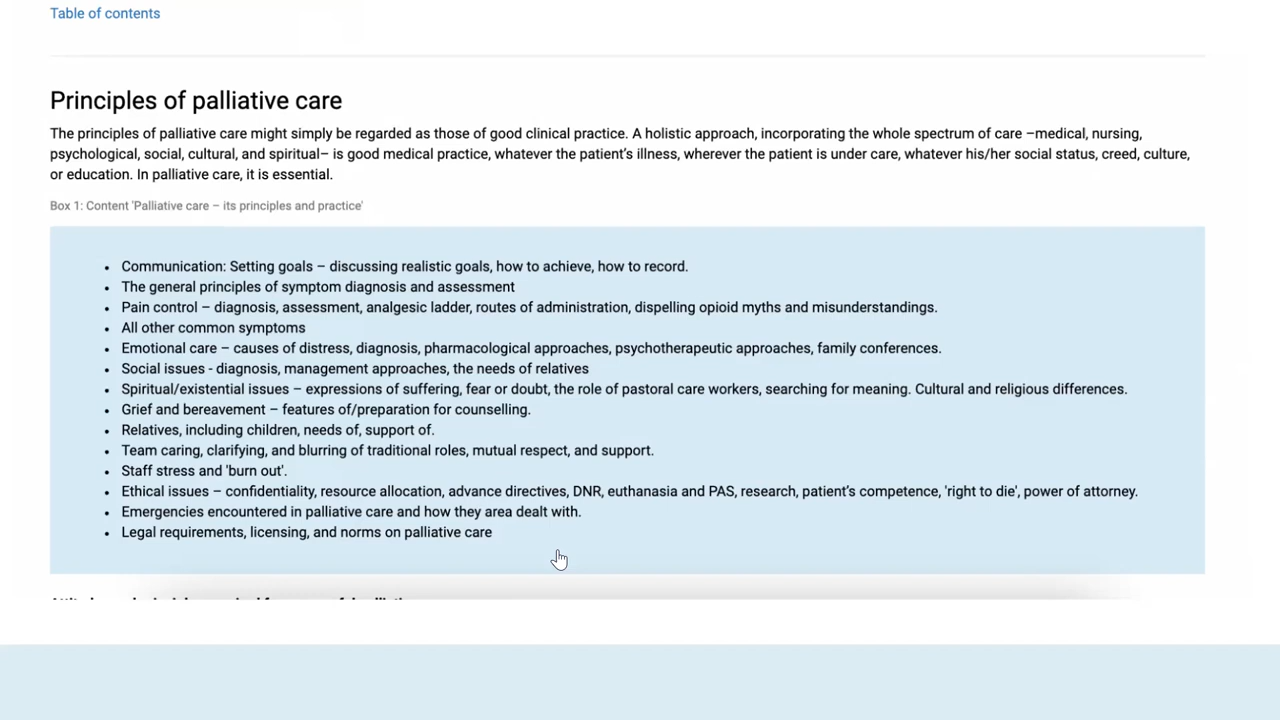 Table of contents
Principles of palliative care
The principles of palliative care might simply be regarded as those of good clinical practice. A holistic approach, incorporating the whole spectrum of care –medical, nursing,
psychological, social, cultural, and spiritual– is good medical practice, whatever the patient's illness, wherever the patient is under care, whatever his/her social status, creed, culture,
or education. In palliative care, it is essential.
Box 1: Content 'Palliative care – its principles and practice'
• Communication: Setting goals – discussing realistic goals, how to achieve, how to record.
• The general principles of symptom diagnosis and assessment
• Pain control – diagnosis, assessment, analgesic ladder, routes of administration, dispelling opioid myths and misunderstandings.
• All other common symptoms
• Emotional care – causes of distress, diagnosis, pharmacological approaches, psychotherapeutic approaches, family conferences.
• Social issues - diagnosis, management approaches, the needs of relatives
• Spiritual/existential issues – expressions of suffering, fear or doubt, the role of pastoral care workers, searching for meaning. Cultural and religious differences.
• Grief and bereavement – features of/preparation for counselling.
• Relatives, including children, needs of, support of.
• Team caring, clarifying, and blurring of traditional roles, mutual respect, and support.
• Staff stress and 'burn out'.
• Ethical issues – confidentiality, resource allocation, advance directives, DNR, euthanasia and PAS, research, patient's competence, 'right to die', power of attorney.
• Emergencies encountered in palliative care and how they area dealt with.
• Legal requirements, licensing, and norms on palliative care